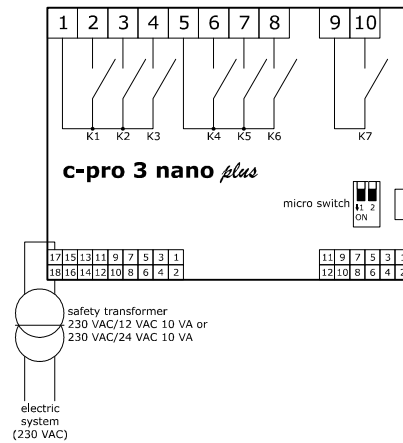 1 2 3 4 5 6 7 8 9 10
K1 K2 K3 K4 K5 K6 K7
c-pro 3 nano plus
micro switch
1 2
ON
17 15 13 11 9 7 5 3 1 11 9 7 5 3
18 16 14 12 10 8 6 4 2 12 10 8 6 4 2
safety transformer
230 VAC/12 VAC 10 VA or
230 VAC/24 VAC 10 VA
electric
system
(230 VAC)